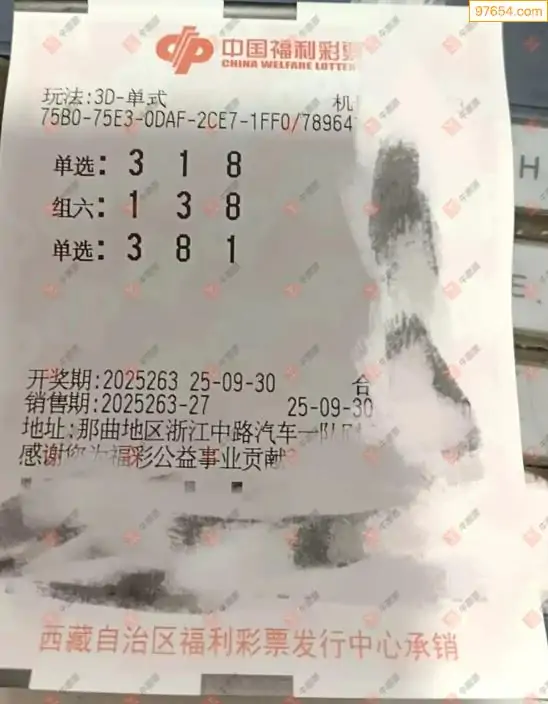 97654.com
中国福利彩票
CHINA WELFARE LOTTER
玩法:3D-单式 机
75B0-75E3-0DAF-2CE7-1FF0/78964
单选: 3 1 8
组六: 1 3 8
单选: 3 8 1
开奖期:2025263 25-09-30 合
销售期:2025263-27 25-09-30
地址:那曲地区浙江中路汽车一队
感谢您为福彩公益事业贡献
西藏自治区福利彩票发行中心承销